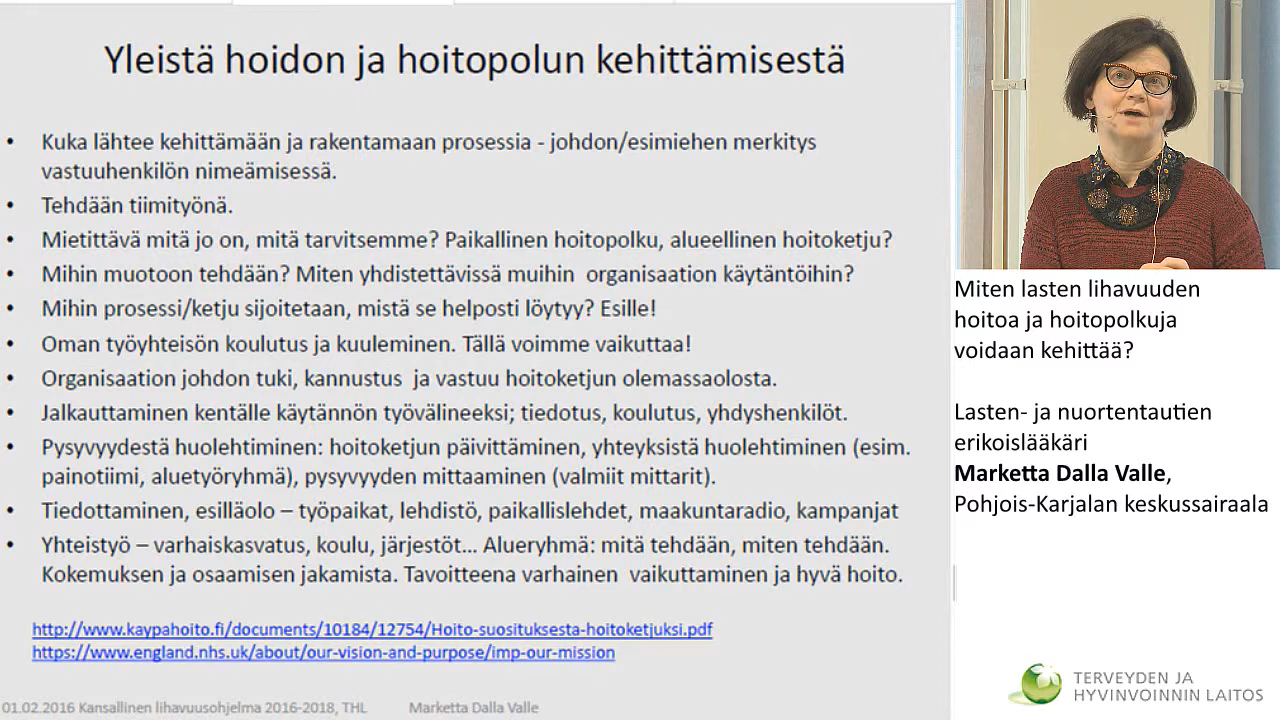 Yleistä hoidon ja hoitopolun kehittämisestä
• Kuka lähtee kehittämään ja rakentamaan prosessia - johdon/esimiehen merkitys
vastuuhenkilön nimeämisessä.
• Tehdään tiimityönä.
• Mietittävä mitä jo on, mitä tarvitsemme? Paikallinen hoitopolku, alueellinen hoitoketju?
• Mihin muotoon tehdään? Miten yhdistettävissä muihin organisaation käytäntöihin?
• Mihin prosessi/ketju sijoitetaan, mistä se helposti löytyy? Esille!
• Oman työyhteisön koulutus ja kuuleminen. Tällä voimme vaikuttaa!
• Organisaation johdon tuki, kannustus ja vastuu hoitoketjun olemassaolosta.
• Jalkauttaminen kentälle käytännön työvälineeksi; tiedotus, koulutus, yhdyshenkilöt.
• Pysyvyydestä huolehtiminen: hoitoketjun päivittäminen, yhteyksistä huolehtiminen (esim.
painotiimi, aluetyöryhmä), pysyvyyden mittaaminen (valmiit mittarit).
• Tiedottaminen, esilläolo – työpaikat, lehdistö, paikallislehdet, maakuntaradio, kampanjat
• Yhteistyö – varhaiskasvatus, koulu, järjestöt... Alueryhmä: mitä tehdään, miten tehdään.
Kokemuksen ja osaamisen jakamista. Tavoitteena varhainen vaikuttaminen ja hyvä hoito.
http://www.kaypahoito.fi/documents/10184/12754/Hoito-suosituksesta-hoitoketjuksi.pdf
https://www.england.nhs.uk/about/our-vision-and-purpose/imp-our-mission
01.02.2016 Kansallinen lihavuusohjelma 2016-2018, THL Marketta Dalla Valle
Miten lasten lihavuuden
hoitoa ja hoitopolkuja
voidaan kehittää?
Lasten- ja nuortentautien
erikoislääkäri
Marketta Dalla Valle,
Pohjois-Karjalan keskussairaala
TERVEYDEN JA
HYVINVOINNIN LAITOS